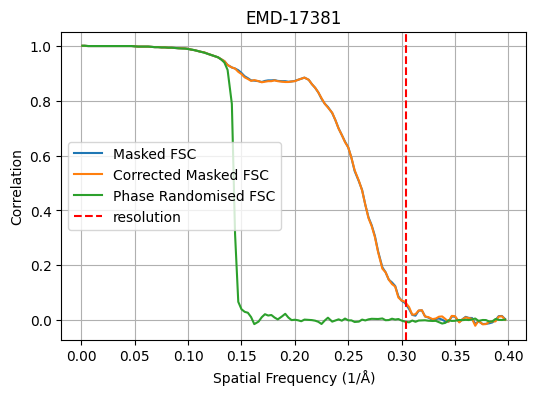 EMD-17381
1.0
0.8
0.6
0.4
0.2
0.0
Correlation
Masked FSC
Corrected Masked FSC
Phase Randomised FSC
resolution
0.00 0.05 0.10 0.15 0.20 0.25 0.30 0.35 0.40
Spatial Frequency (1/Å)